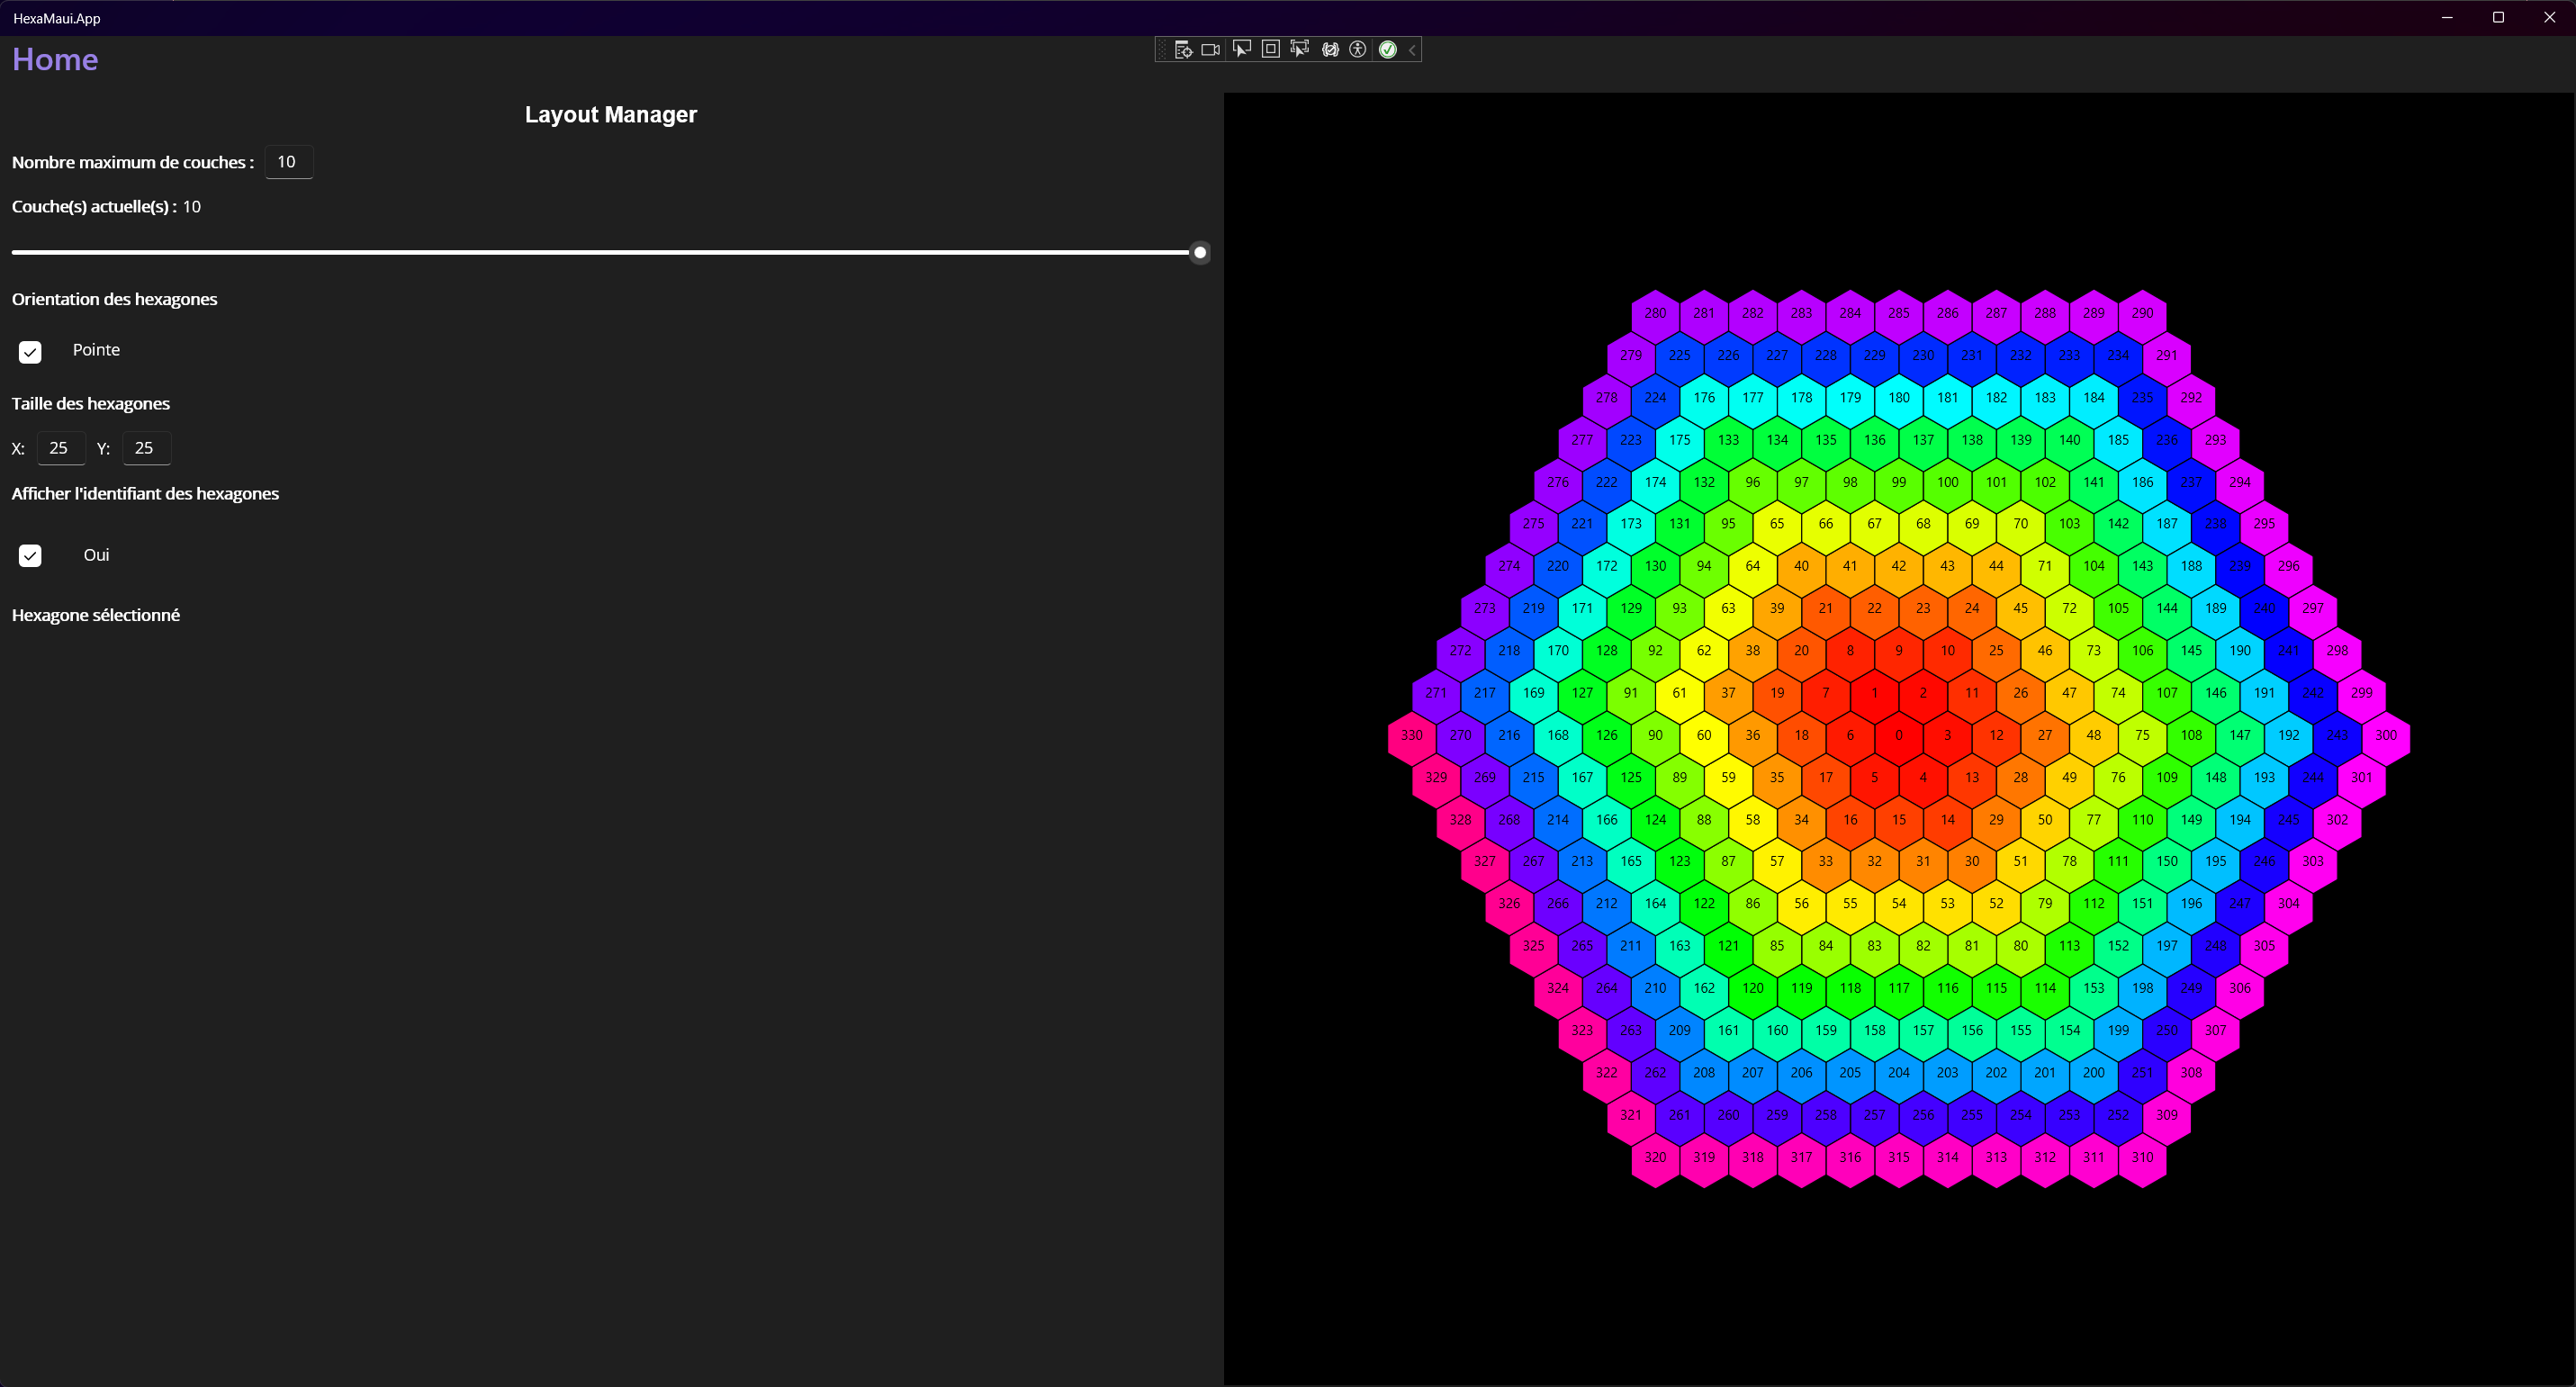 HexaMaui.App
Home
Layout Manager
Nombre maximum de couches : 10
Couche(s) actuelle(s) : 10
Orientation des hexagones
Pointe
Taille des hexagones
X: 25 Y: 25
Afficher l'identifiant des hexagones
Oui
Hexagone sélectionné
280 281 282 283 284 285 286 287 288 289 290
279 225 226 227 228 229 230 231 232 233 234 291
278 224 176 177 178 179 180 181 182 183 184 235 292
277 223 175 133 134 135 136 137 138 139 140 185 236 293
276 222 174 132 96 97 98 99 100 101 102 141 186 237 294
275 221 173 131 95 65 66 67 68 69 70 103 142 187 238 295
274 220 172 130 94 64 40 41 42 43 44 71 104 143 188 239 296
273 219 171 129 93 63 39 21 22 23 24 45 72 105 144 189 240 297
272 218 170 128 92 62 38 20 8 9 10 25 46 73 106 145 190 241 298
271 217 169 127 91 61 37 19 7 1 2 11 26 47 74 107 146 191 242 299
330 270 216 168 126 90 60 36 18 6 0 3 12 27 48 75 108 147 192 243 300
329 269 215 167 125 89 59 35 17 5 4 13 28 49 76 109 148 193 244 301
328 268 214 166 124 88 58 34 16 15 14 29 50 77 110 149 194 245 302
327 267 213 165 123 87 57 33 32 31 30 51 78 111 150 195 246 303
326 266 212 164 122 86 56 55 54 53 52 79 112 151 196 247 304
325 265 211 163 121 85 84 83 82 81 80 113 152 197 248 305
324 264 210 162 120 119 118 117 116 115 114 153 198 249 306
323 263 209 161 160 159 158 157 156 155 154 199 250 307
322 262 208 207 206 205 204 203 202 201 200 251 308
321 261 260 259 258 257 256 255 254 253 252 309
320 319 318 317 316 315 314 313 312 311 310